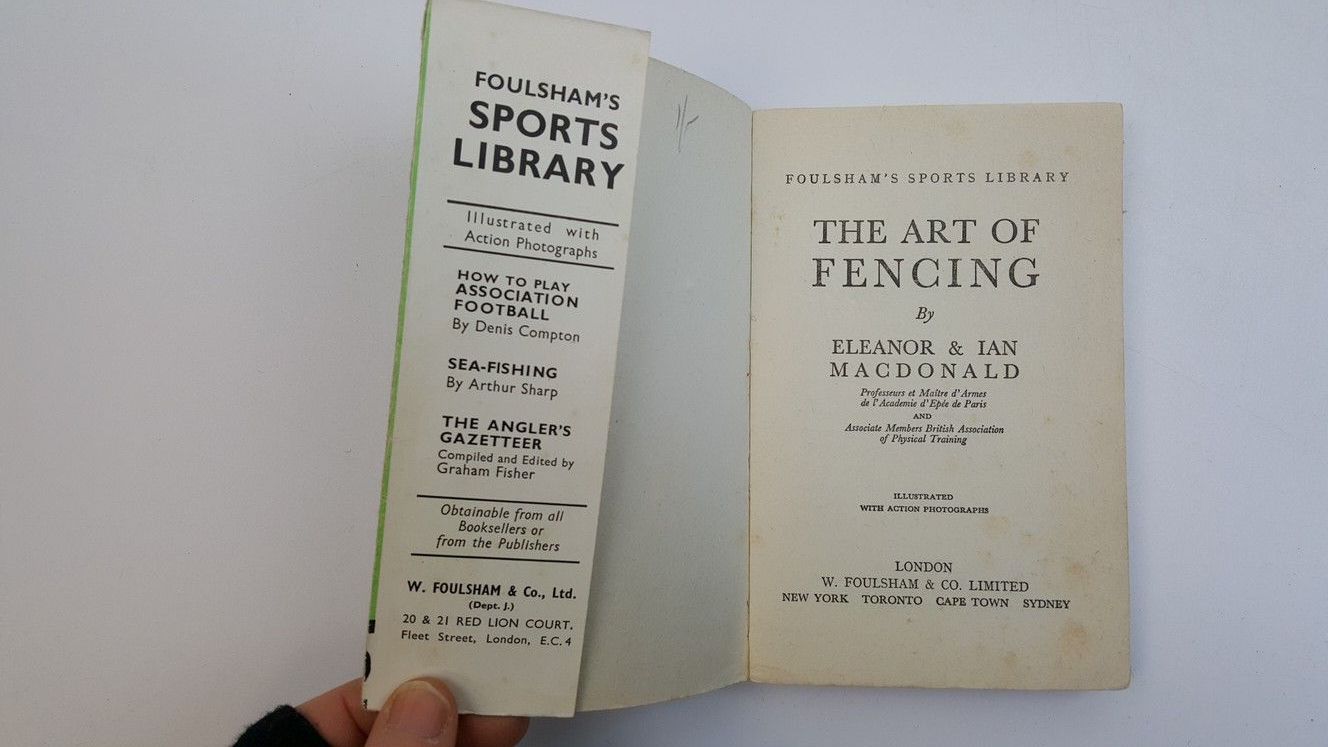 FOULSHAM'S
SPORTS
LIBRARY
Illustrated with
Action Photographs
HOW TO PLAY
ASSOCIATION
FOOTBALL
By Denis Compton
SEA-FISHING
By Arthur Sharp
THE ANGLER'S
GAZETTEER
Compiled and Edited by
Graham Fisher
Obtainable from all
Booksellers or
from the Publishers
W. FOULSHAM & Co., Ltd.
(Dept. J.)
20 & 21 RED LION COURT.
Fleet Street, London, E.C. 4
1/-
FOULSHAM'S SPORTS LIBRARY
THE ART OF
FENCING
By
ELEANOR & IAN
MACDONALD
Professeurs et Maître d'Armes
de l'Academie d'Epée de Paris
AND
Associate Members British Association
of Physical Training
ILLUSTRATED
WITH ACTION PHOTOGRAPHS
LONDON
W. FOULSHAM & CO. LIMITED
NEW YORK TORONTO CAPE TOWN SYDNEY